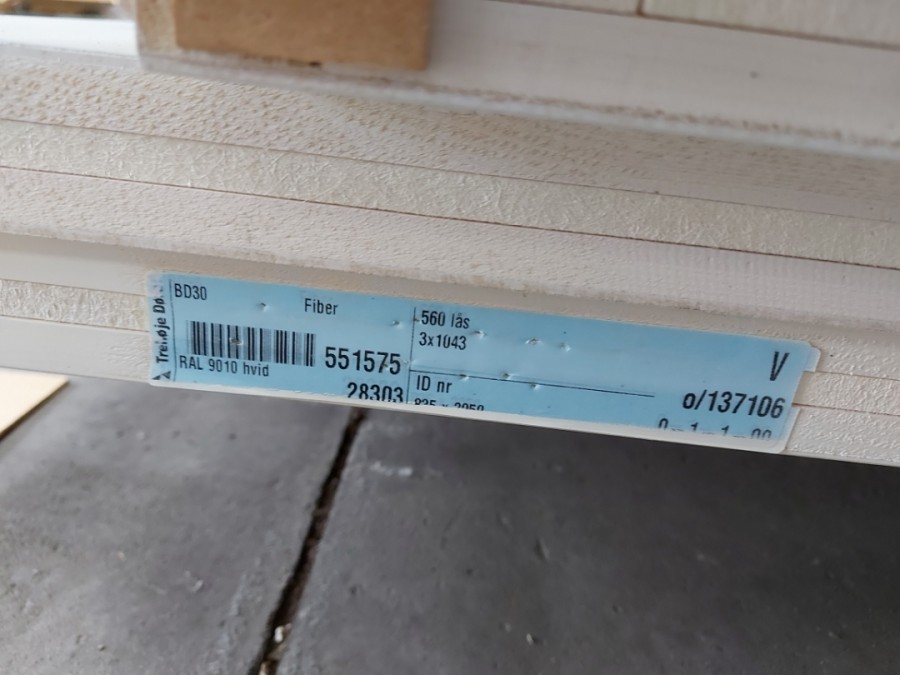 BD30
Fiber
RAL 9010 hvid
551575
28303
560 lås
3x1043
ID nr
V
o/137106